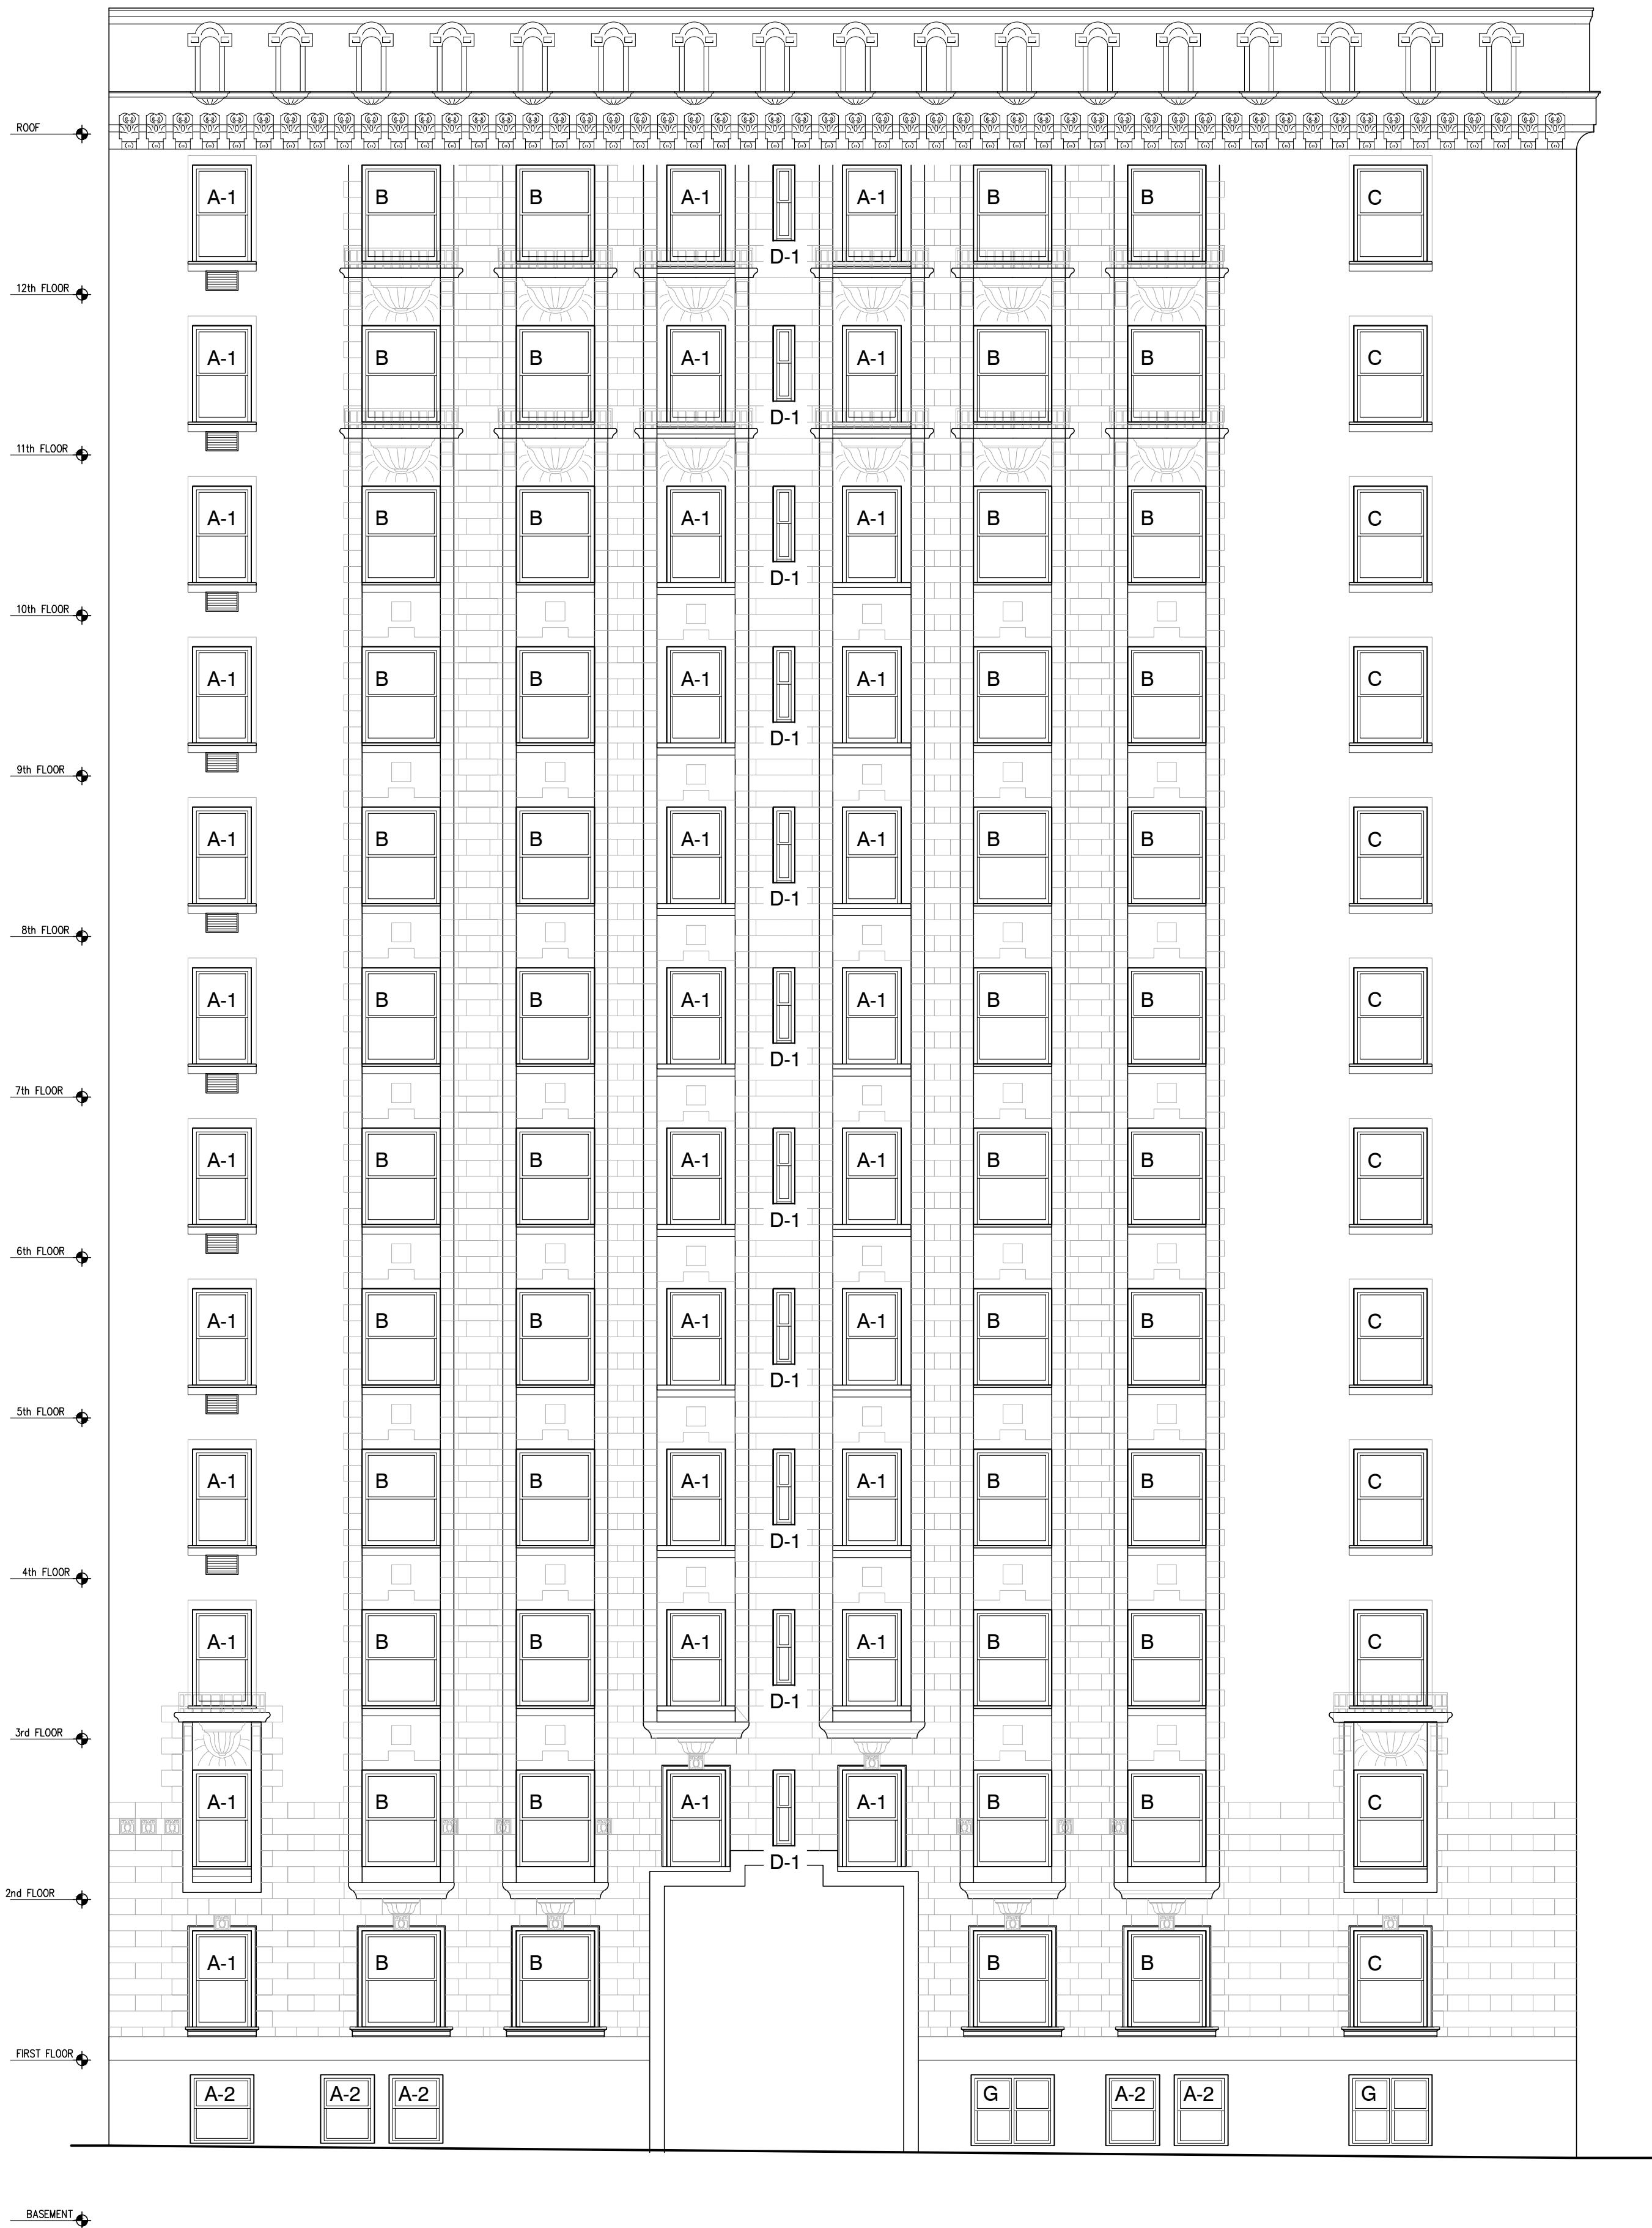 ROOF
A-1 B B A-1 A-1 B B C
D-1
12th FLOOR
A-1 B B A-1 A-1 B B C
D-1
11th FLOOR
A-1 B B A-1 A-1 B B C
D-1
10th FLOOR
A-1 B B A-1 A-1 B B C
D-1
9th FLOOR
A-1 B B A-1 A-1 B B C
D-1
8th FLOOR
A-1 B B A-1 A-1 B B C
D-1
7th FLOOR
A-1 B B A-1 A-1 B B C
D-1
6th FLOOR
A-1 B B A-1 A-1 B B C
D-1
5th FLOOR
A-1 B B A-1 A-1 B B C
D-1
4th FLOOR
A-1 B B A-1 A-1 B B C
D-1
3rd FLOOR
A-1 B B A-1 A-1 B B C
D-1
2nd FLOOR
A-1 B B B B C
FIRST FLOOR
A-2 A-2 A-2 G A-2 A-2 G
BASEMENT